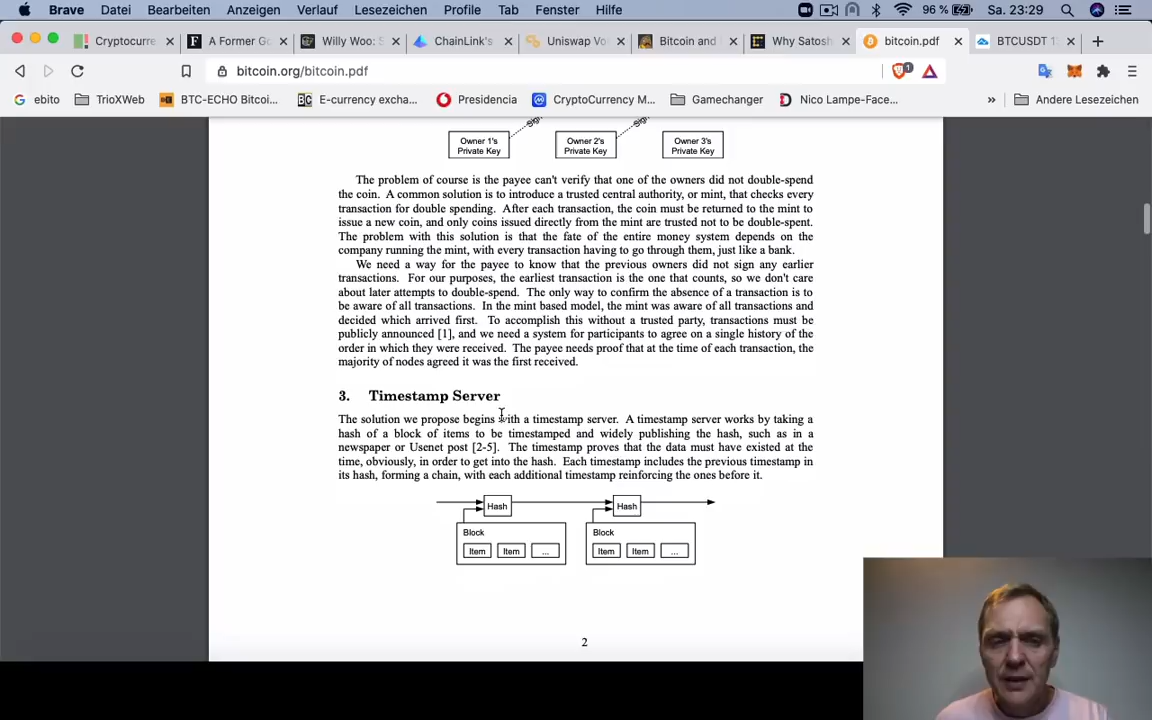 Brave Datei Bearbeiten Anzeigen Verlauf Lesezeichen Profile Tab Fenster Hilfe 96 % Sa. 23:29
Cryptocurre A Former Go Willy Woo: S ChainLink's Uniswap Vo Bitcoin and Why Satosh bitcoin.pdf BTCUSDT 1
bitcoin.org/bitcoin.pdf 1
ebito TrioXWeb BTC-ECHO Bitcoi... E-currency excha... Presidencia CryptoCurrency M... Gamechanger Nico Lampe-Face... » Andere Lesezeichen
Owner 1's Private Key
Owner 2's Private Key
Owner 3's Private Key
The problem of course is the payee can't verify that one of the owners did not double-spend
the coin. A common solution is to introduce a trusted central authority, or mint, that checks every
transaction for double spending. After each transaction, the coin must be returned to the mint to
issue a new coin, and only coins issued directly from the mint are trusted not to be double-spent.
The problem with this solution is that the fate of the entire money system depends on the
company running the mint, with every transaction having to go through them, just like a bank.
We need a way for the payee to know that the previous owners did not sign any earlier
transactions. For our purposes, the earliest transaction is the one that counts, so we don't care
about later attempts to double-spend. The only way to confirm the absence of a transaction is to
be aware of all transactions. In the mint based model, the mint was aware of all transactions and
decided which arrived first. To accomplish this without a trusted party, transactions must be
publicly announced [1], and we need a system for participants to agree on a single history of the
order in which they were received. The payee needs proof that at the time of each transaction, the
majority of nodes agreed it was the first received.
3. Timestamp Server
The solution we propose begins with a timestamp server. A timestamp server works by taking a
hash of a block of items to be timestamped and widely publishing the hash, such as in a
newspaper or Usenet post [2-5]. The timestamp proves that the data must have existed at the
time, obviously, in order to get into the hash. Each timestamp includes the previous timestamp in
its hash, forming a chain, with each additional timestamp reinforcing the ones before it.
Hash Hash
Block Block
Item Item ... Item Item ...
2